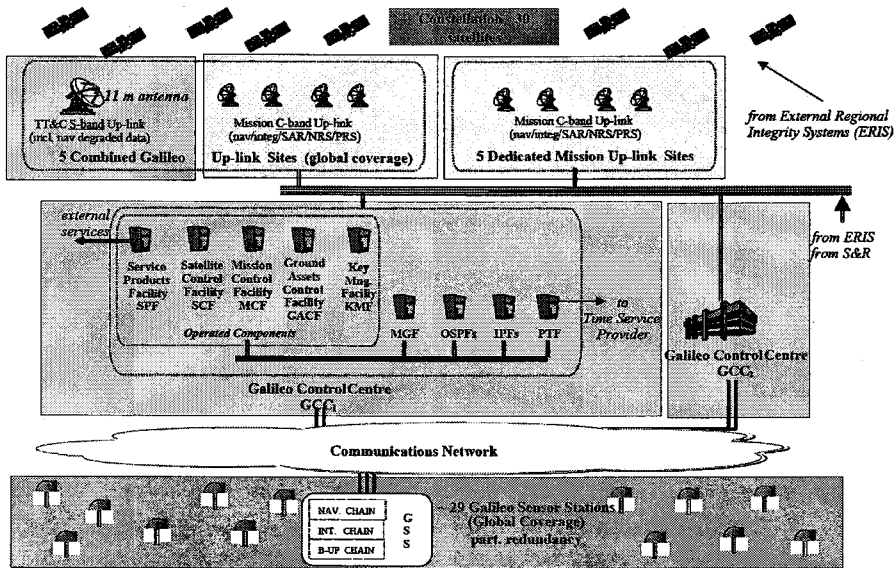 Constellation 30
satellites
11 m antenna
TT&C S-band Up-link
(incl. nav degraded data)
5 Combined Galileo
Mission C-band Up-link
(nav/integ/SAR/NRS/PRS)
Up-link Sites (global coverage)
Mission C-band Up-link
(nav/integ/SAR/NRS/PRS)
5 Dedicated Mission Up-link Sites
from External Regional
Integrity Systems (ERIS)
external
services
Service
Products
Facility
SPF
Satellite
Control
Facility
SCF
Mission
Control
Facility
MCF
Ground
Assets
Control
Facility
GACF
Key
Mng.
Faciliy
KMF
Operated Components
MGF
OSPFs
IPFs
PTF
to
Time Service
Provider
from ERIS
from S&R
Galileo Control Centre
GCC1
Galileo Control Centre
GCC2
Communications Network
NAV. CHAIN
INT. CHAIN
B-UP CHAIN
G
S
S
~ 29 Galileo Sensor Stations
(Global Coverage)
part. redundancy